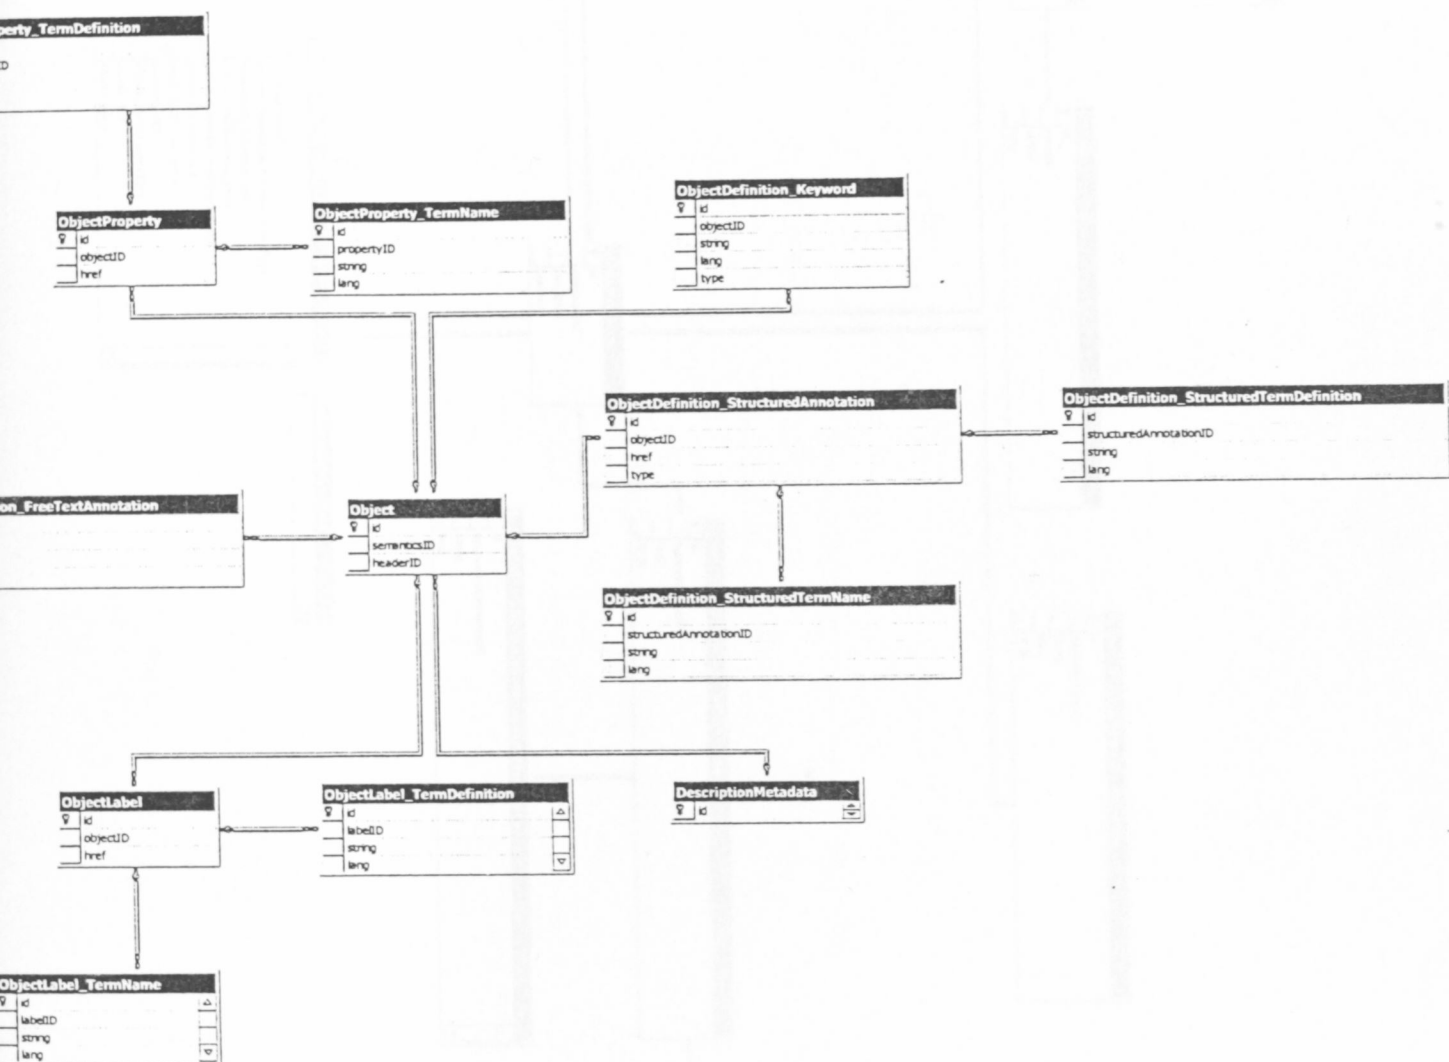 perty_TermDefinition
ID
ObjectProperty
id
objectID
href
ObjectProperty_TermName
id
propertyID
string
lang
ObjectDefinition_Keyword
id
objectID
string
lang
type
ObjectDefinition_StructuredAnnotation
id
objectID
href
type
ObjectDefinition_StructuredTermDefinition
id
structuredAnnotationID
string
lang
on_FreeTextAnnotation
Object
id
semanticsID
headerID
ObjectDefinition_StructuredTermName
id
structuredAnnotationID
string
lang
ObjectLabel
id
objectID
href
ObjectLabel_TermDefinition
id
labelID
string
lang
DescriptionMetadata
id
ObjectLabel_TermName
id
labelID
string
lang